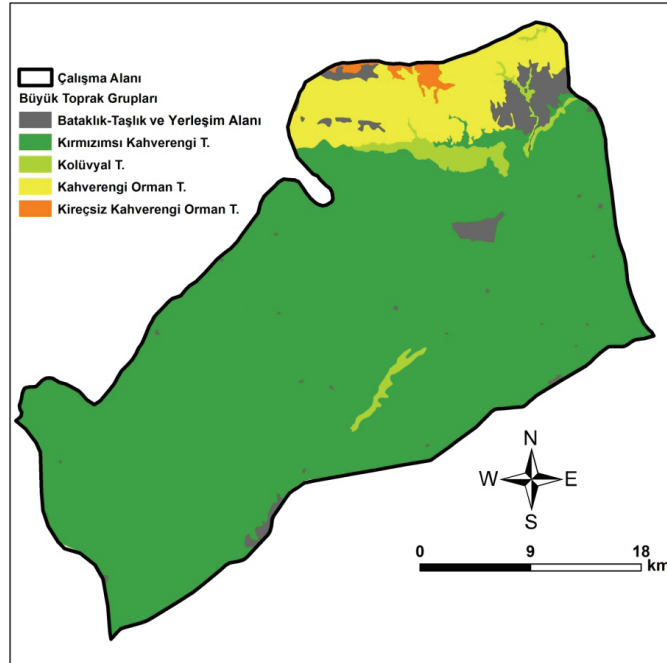 Çalışma Alanı
Büyük Toprak Grupları
Bataklık-Taşlık ve Yerleşim Alanı
Kırmızımsı Kahverengi T.
Kolüvyal T.
Kahverengi Orman T.
Kireçsiz Kahverengi Orman T.
N
W E
S
0 9 18
km